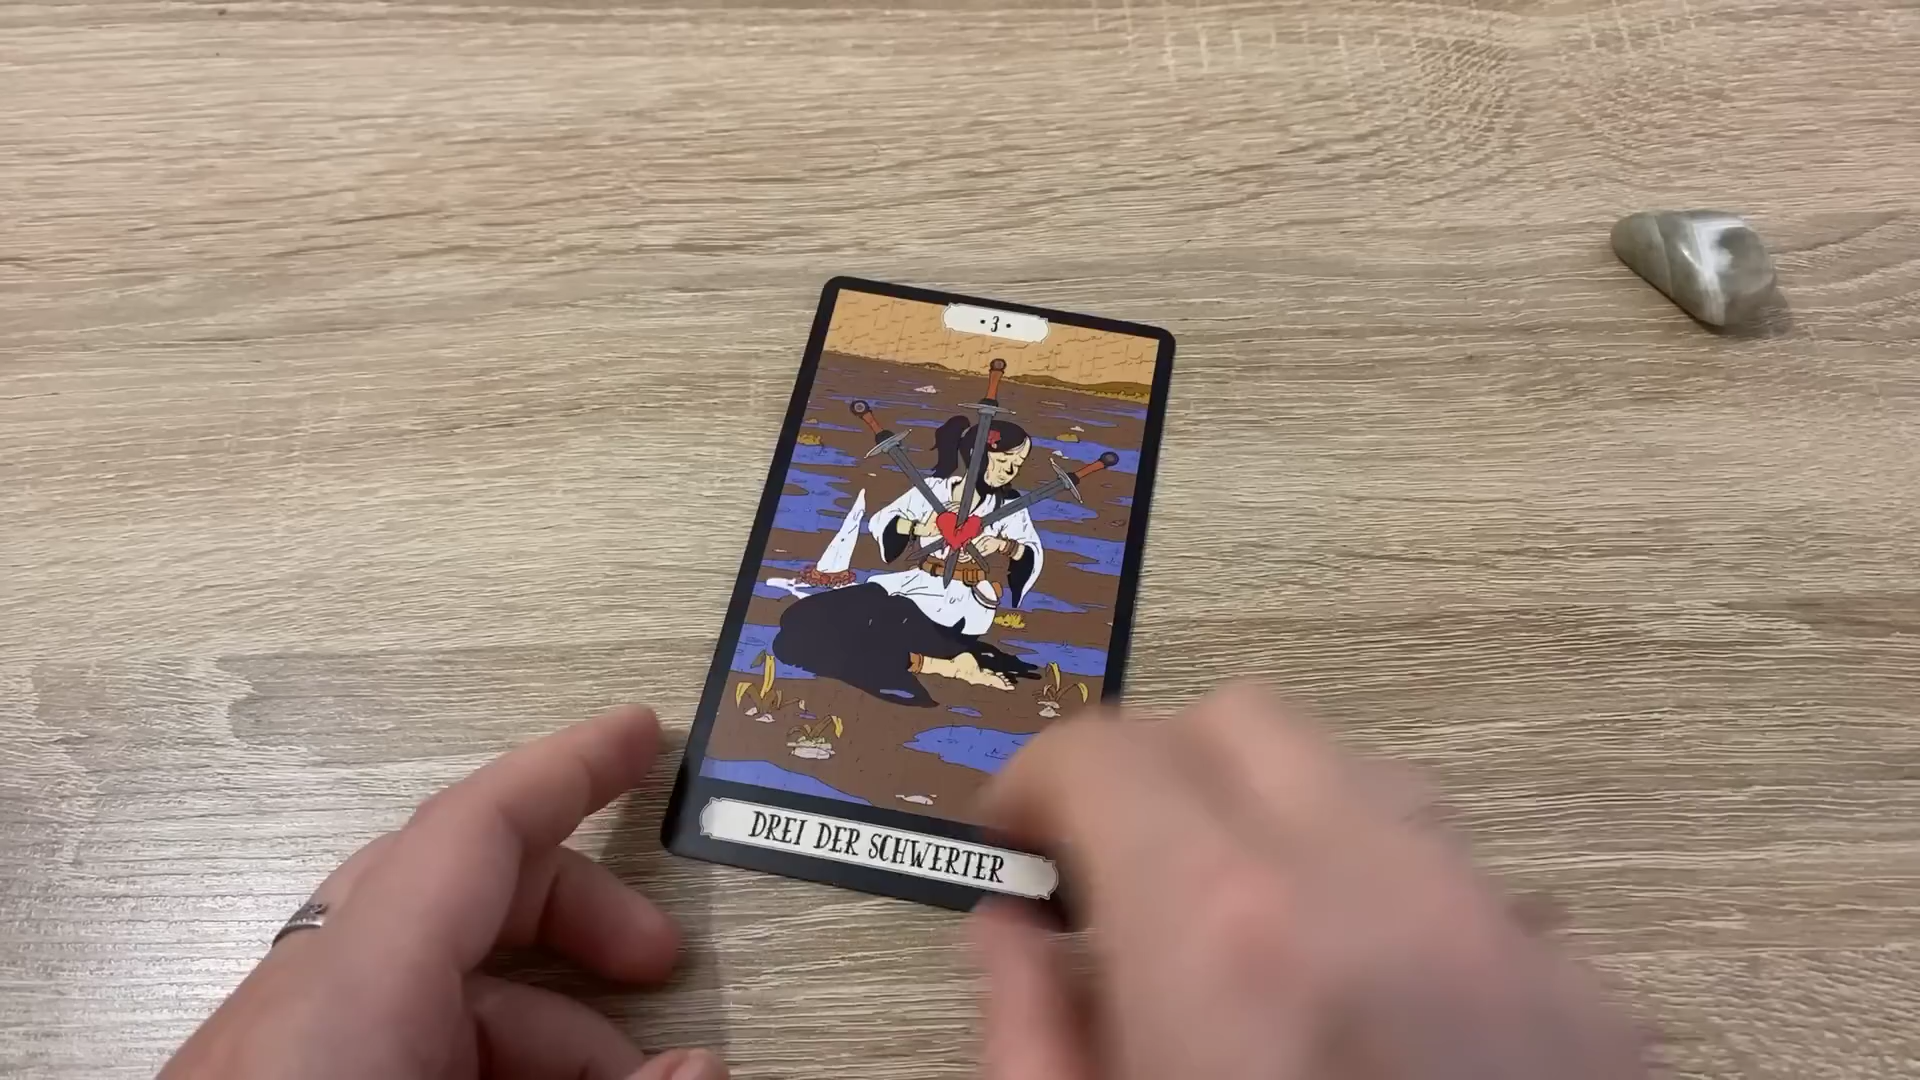 • 3 •
DREI DER SCHWERTER